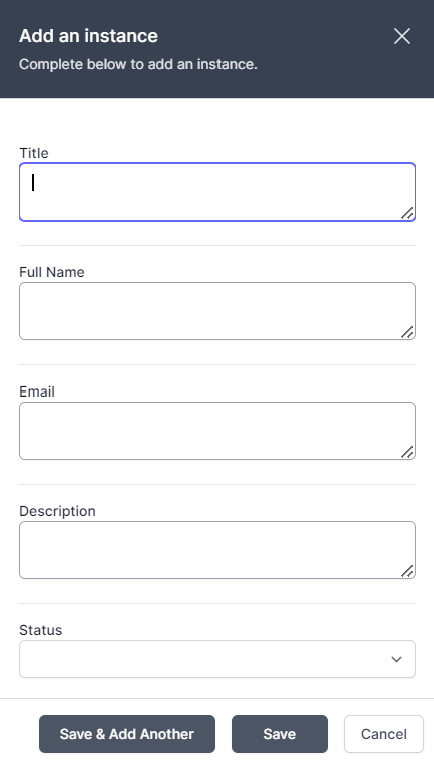 Add an instance
Complete below to add an instance.
Title
Full Name
Email
Description
Status
Save & Add Another
Save
Cancel